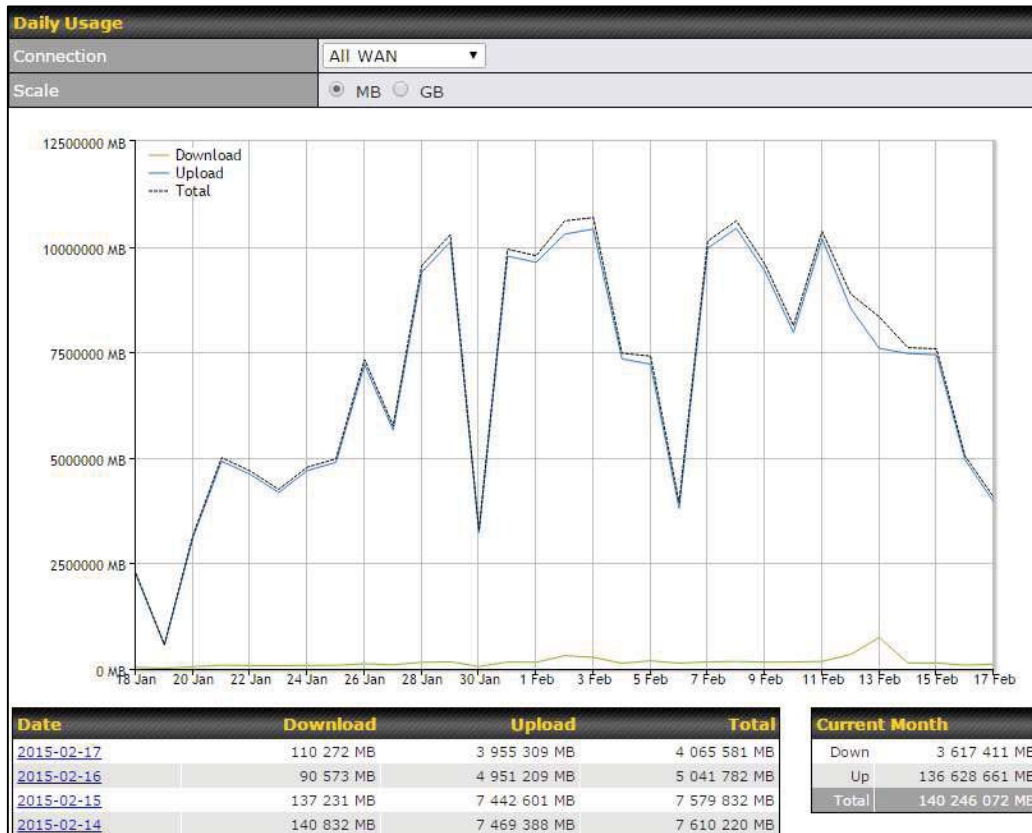 Daily Usage
Connection All WAN
Scale MB GB
12500000 MB
Download
Upload
Total
10000000 MB
7500000 MB
5000000 MB
2500000 MB
0 MB
18 Jan 20 Jan 22 Jan 24 Jan 26 Jan 28 Jan 30 Jan 1 Feb 3 Feb 5 Feb 7 Feb 9 Feb 11 Feb 13 Feb 15 Feb 17 Feb
Date Download Upload Total
2015-02-17 110 272 MB 3 955 309 MB 4 065 581 MB
2015-02-16 90 573 MB 4 951 209 MB 5 041 782 MB
2015-02-15 137 231 MB 7 442 601 MB 7 579 832 MB
2015-02-14 140 832 MB 7 469 388 MB 7 610 220 MB
Current Month
Down 3 617 411 MB
Up 136 628 661 MB
Total 140 246 072 MB